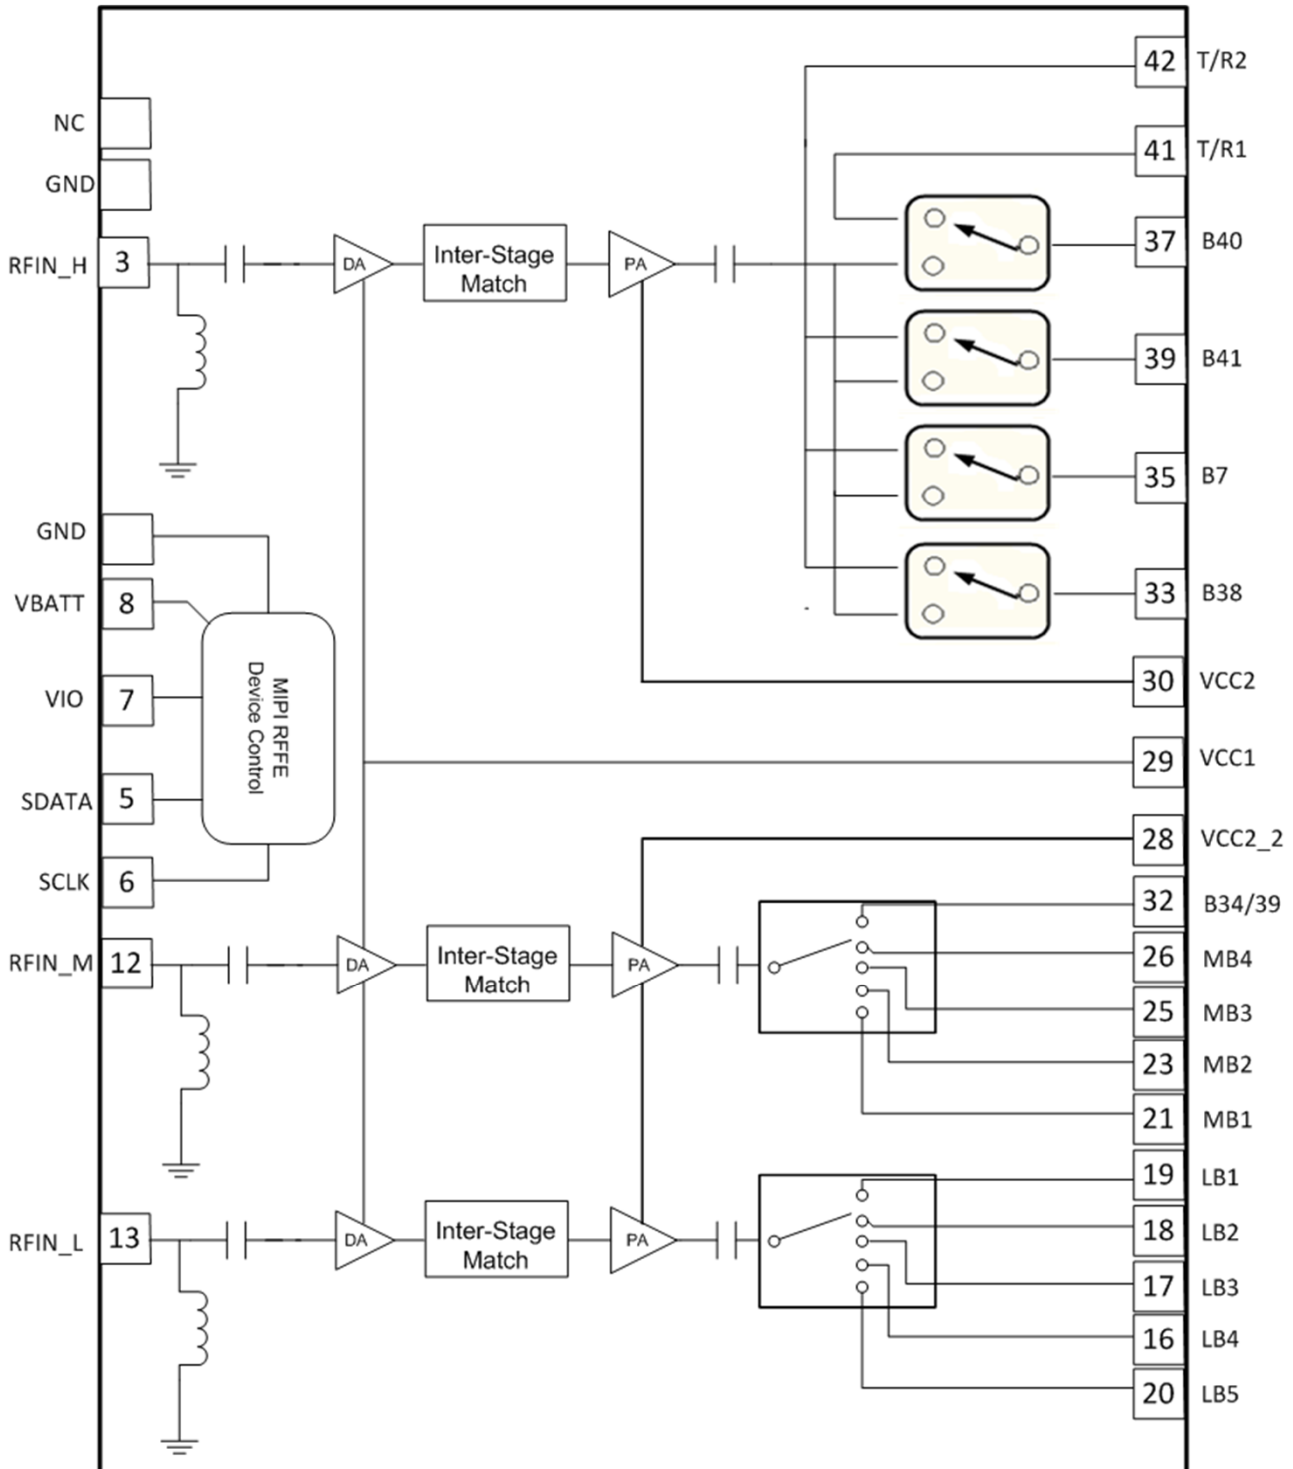 42 T/R2
NC
41 T/R1
GND
RFIN_H 3
DA
Inter-Stage
Match
PA
37 B40
39 B41
35 B7
GND
VBATT 8
33 B38
MIPI RFFE
Device Control
VIO 7
30 VCC2
29 VCC1
SDATA 5
28 VCC2_2
SCLK 6
32 B34/39
RFIN_M 12
DA
Inter-Stage
Match
PA
26 MB4
25 MB3
23 MB2
21 MB1
19 LB1
RFIN_L 13
DA
Inter-Stage
Match
PA
18 LB2
17 LB3
16 LB4
20 LB5